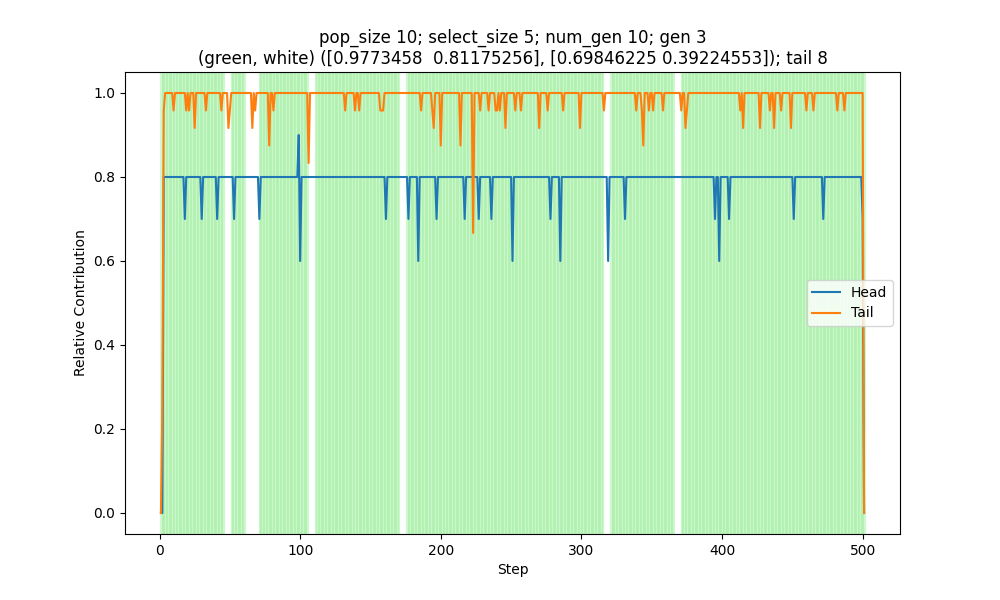 pop_size 10; select_size 5; num_gen 10; gen 3
(green, white) ([0.9773458  0.81175256], [0.69846225 0.39224553]); tail 8
1.0
0.8
0.6
0.4
0.2
0.0
Relative Contribution
Head
Tail
0
100
200
300
400
500
Step